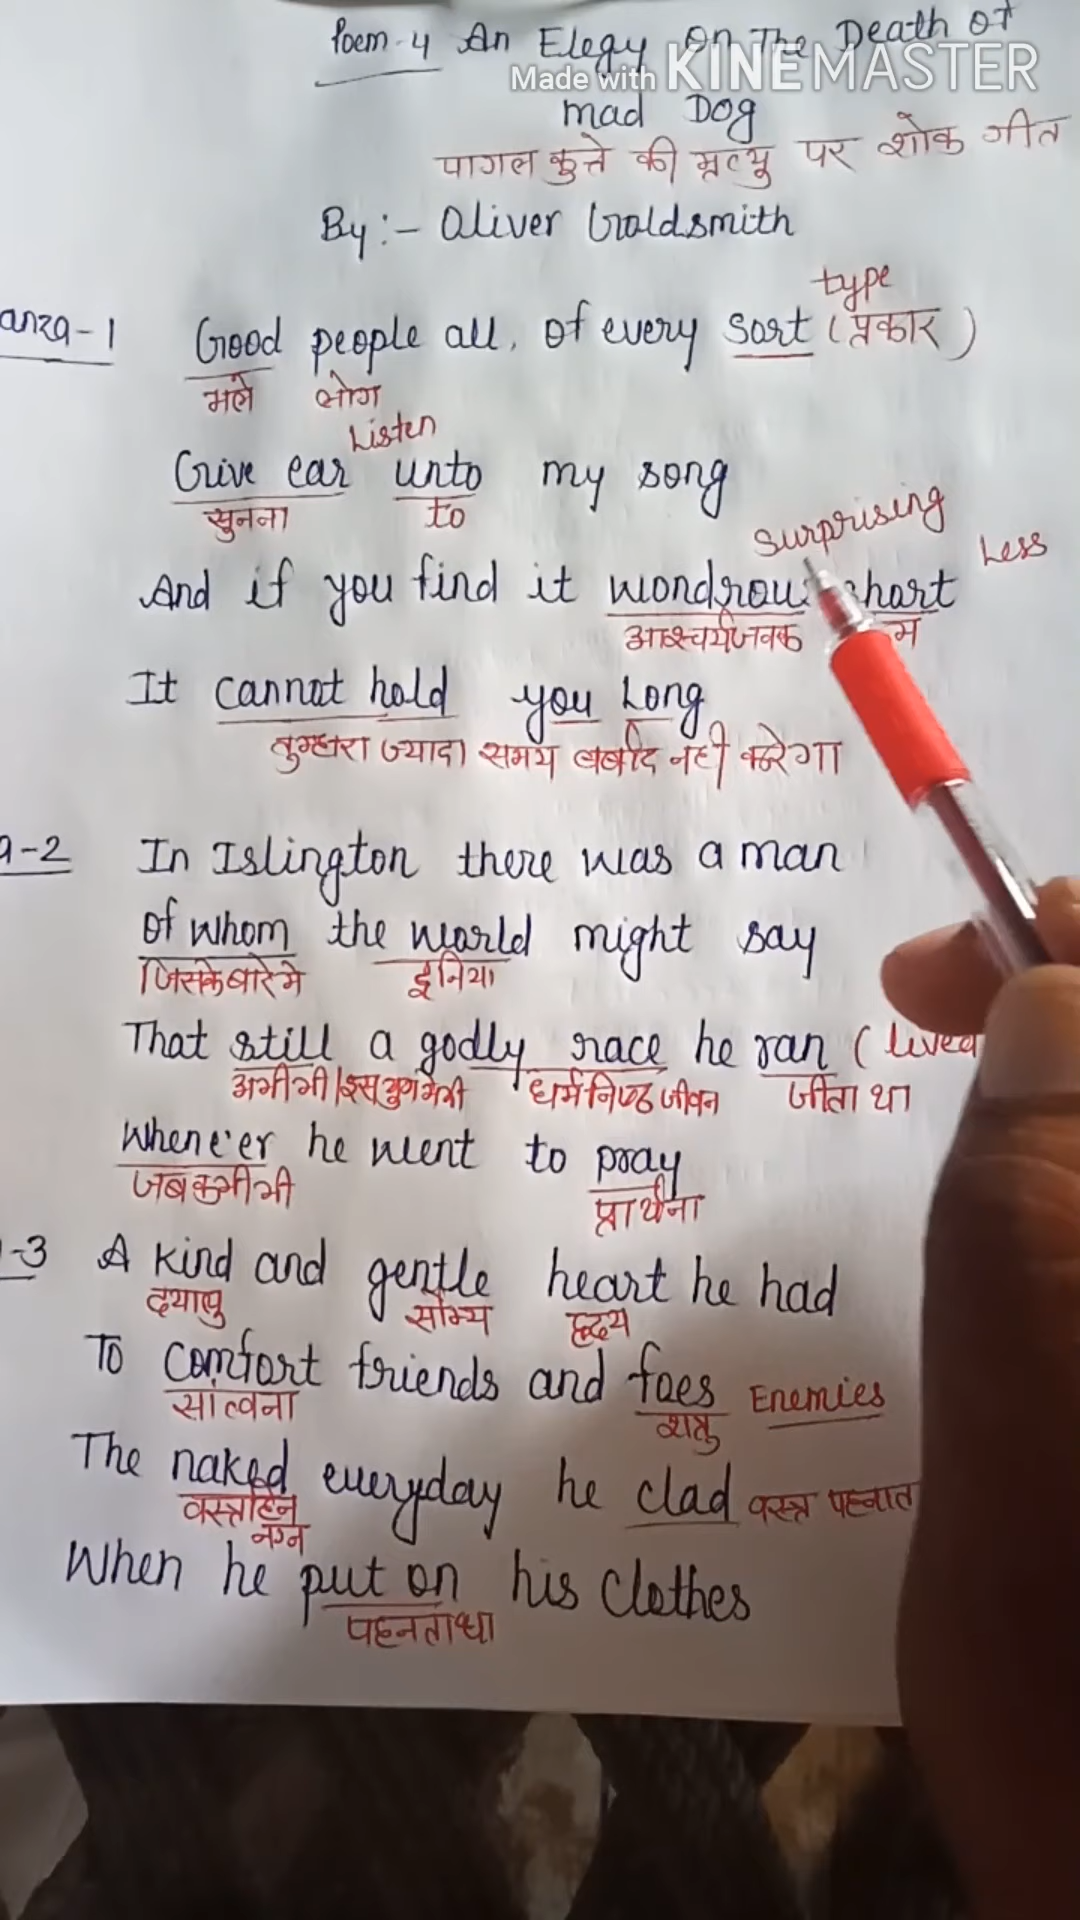 Poem-4 An Elegy On The Death of
Made with KINEMASTER
mad Dog
पागल कुत्ते की मृत्यु पर शोक गीत
By:- Oliver Goldsmith
type
anza-1 Good people all, of every sort (प्रकार)
भले लोग
Listen
Give ear unto my song
सुनना to
Surprising Less
And if you find it wondrou short
आश्चर्यजनक म
It cannot hold you Long
तुम्हारा ज्यादा समय बर्बाद नही करेगा
a-2 In Islington there was a man
Of whom the world might say
जिसके बारे मे दुनिया
That still a godly race he ran (lived
अभी भी/इस युग मे भी धर्मनिष्ठ जीवन जीता था
Whene'er he went to pray
जब कभी भी प्रार्थना
-3 A kind and gentle heart he had
दयालु सौम्य ह्रदय
To comfort friends and foes Enemies
सांत्वना शत्रु
The naked everyday he clad वस्त्र पहनात
वस्त्रहिन
नग्न
When he put on his clothes
पहनता था